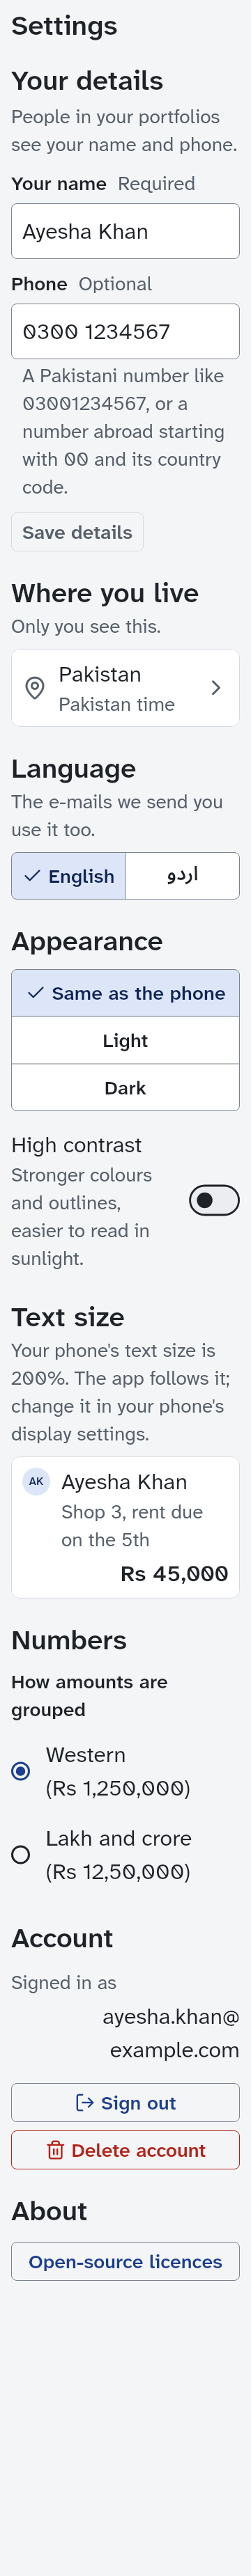 Settings
Your details
People in your portfolios
see your name and phone.
Your name Required
Ayesha Khan
Phone Optional
0300 1234567
A Pakistani number like
03001234567, or a
number abroad starting
with 00 and its country
code.
Save details
Where you live
Only you see this.
Pakistan
Pakistan time
Language
The e-mails we send you
use it too.
English
اردو
Appearance
Same as the phone
Light
Dark
High contrast
Stronger colours
and outlines,
easier to read in
sunlight.
Text size
Your phone's text size is
200%. The app follows it;
change it in your phone's
display settings.
AK
Ayesha Khan
Shop 3, rent due
on the 5th
Rs 45,000
Numbers
How amounts are
grouped
Western
(Rs 1,250,000)
Lakh and crore
(Rs 12,50,000)
Account
Signed in as
ayesha.khan@
example.com
Sign out
Delete account
About
Open-source licences